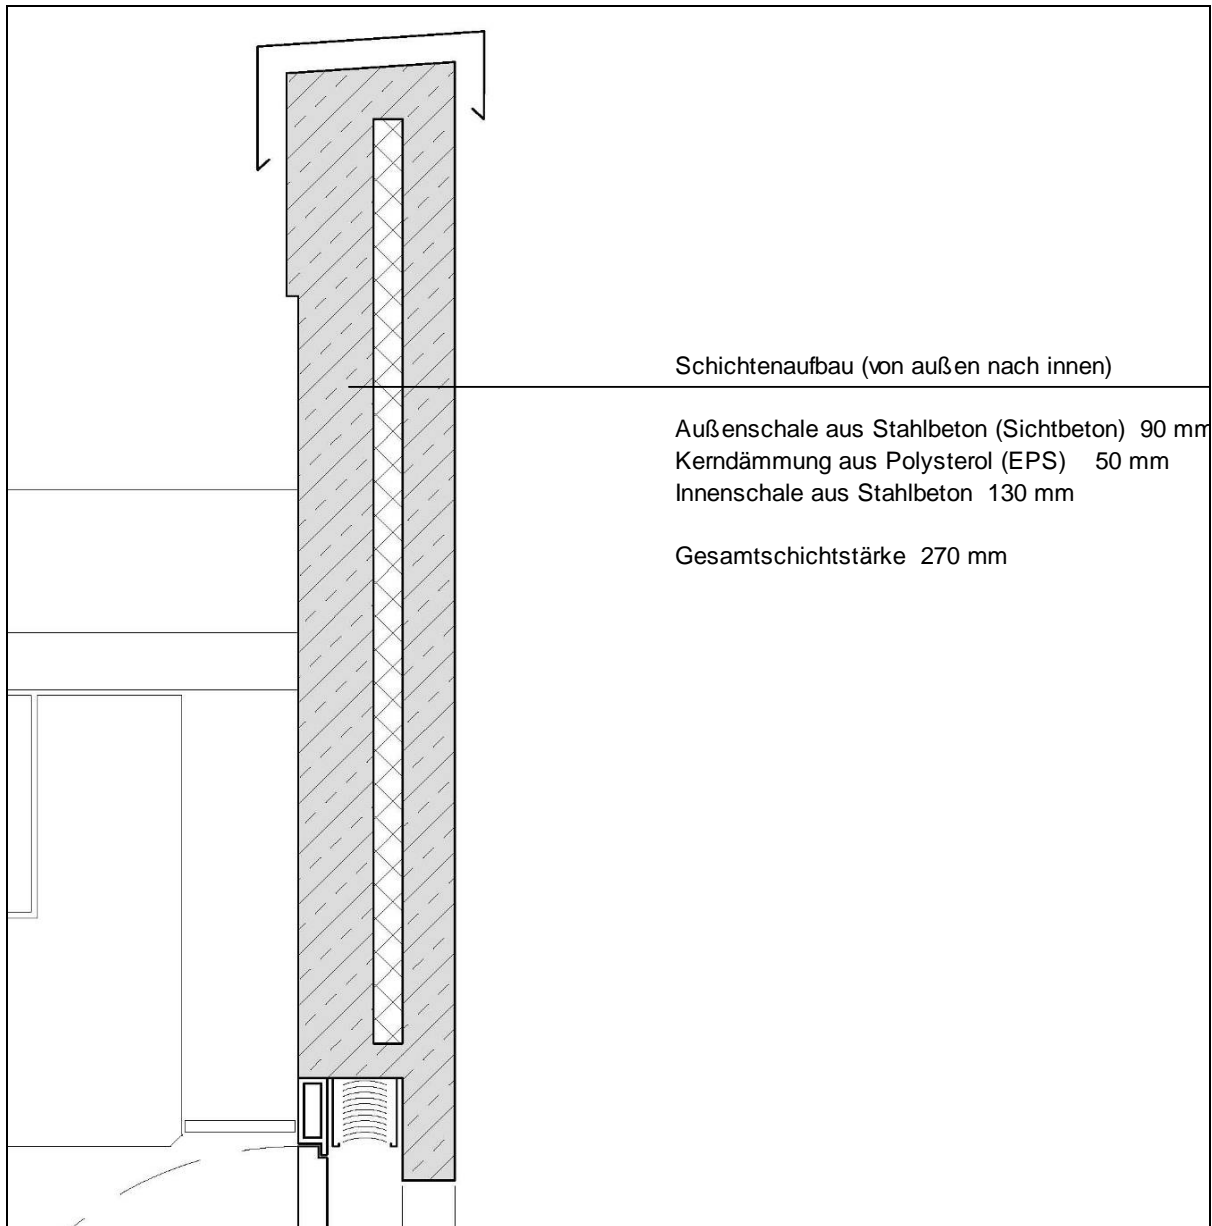 Schichtenaufbau (von außen nach innen)
Außenschale aus Stahlbeton (Sichtbeton) 90 mm
Kerndämmung aus Polysterol (EPS) 50 mm
Innenschale aus Stahlbeton 130 mm
Gesamtschichtstärke 270 mm